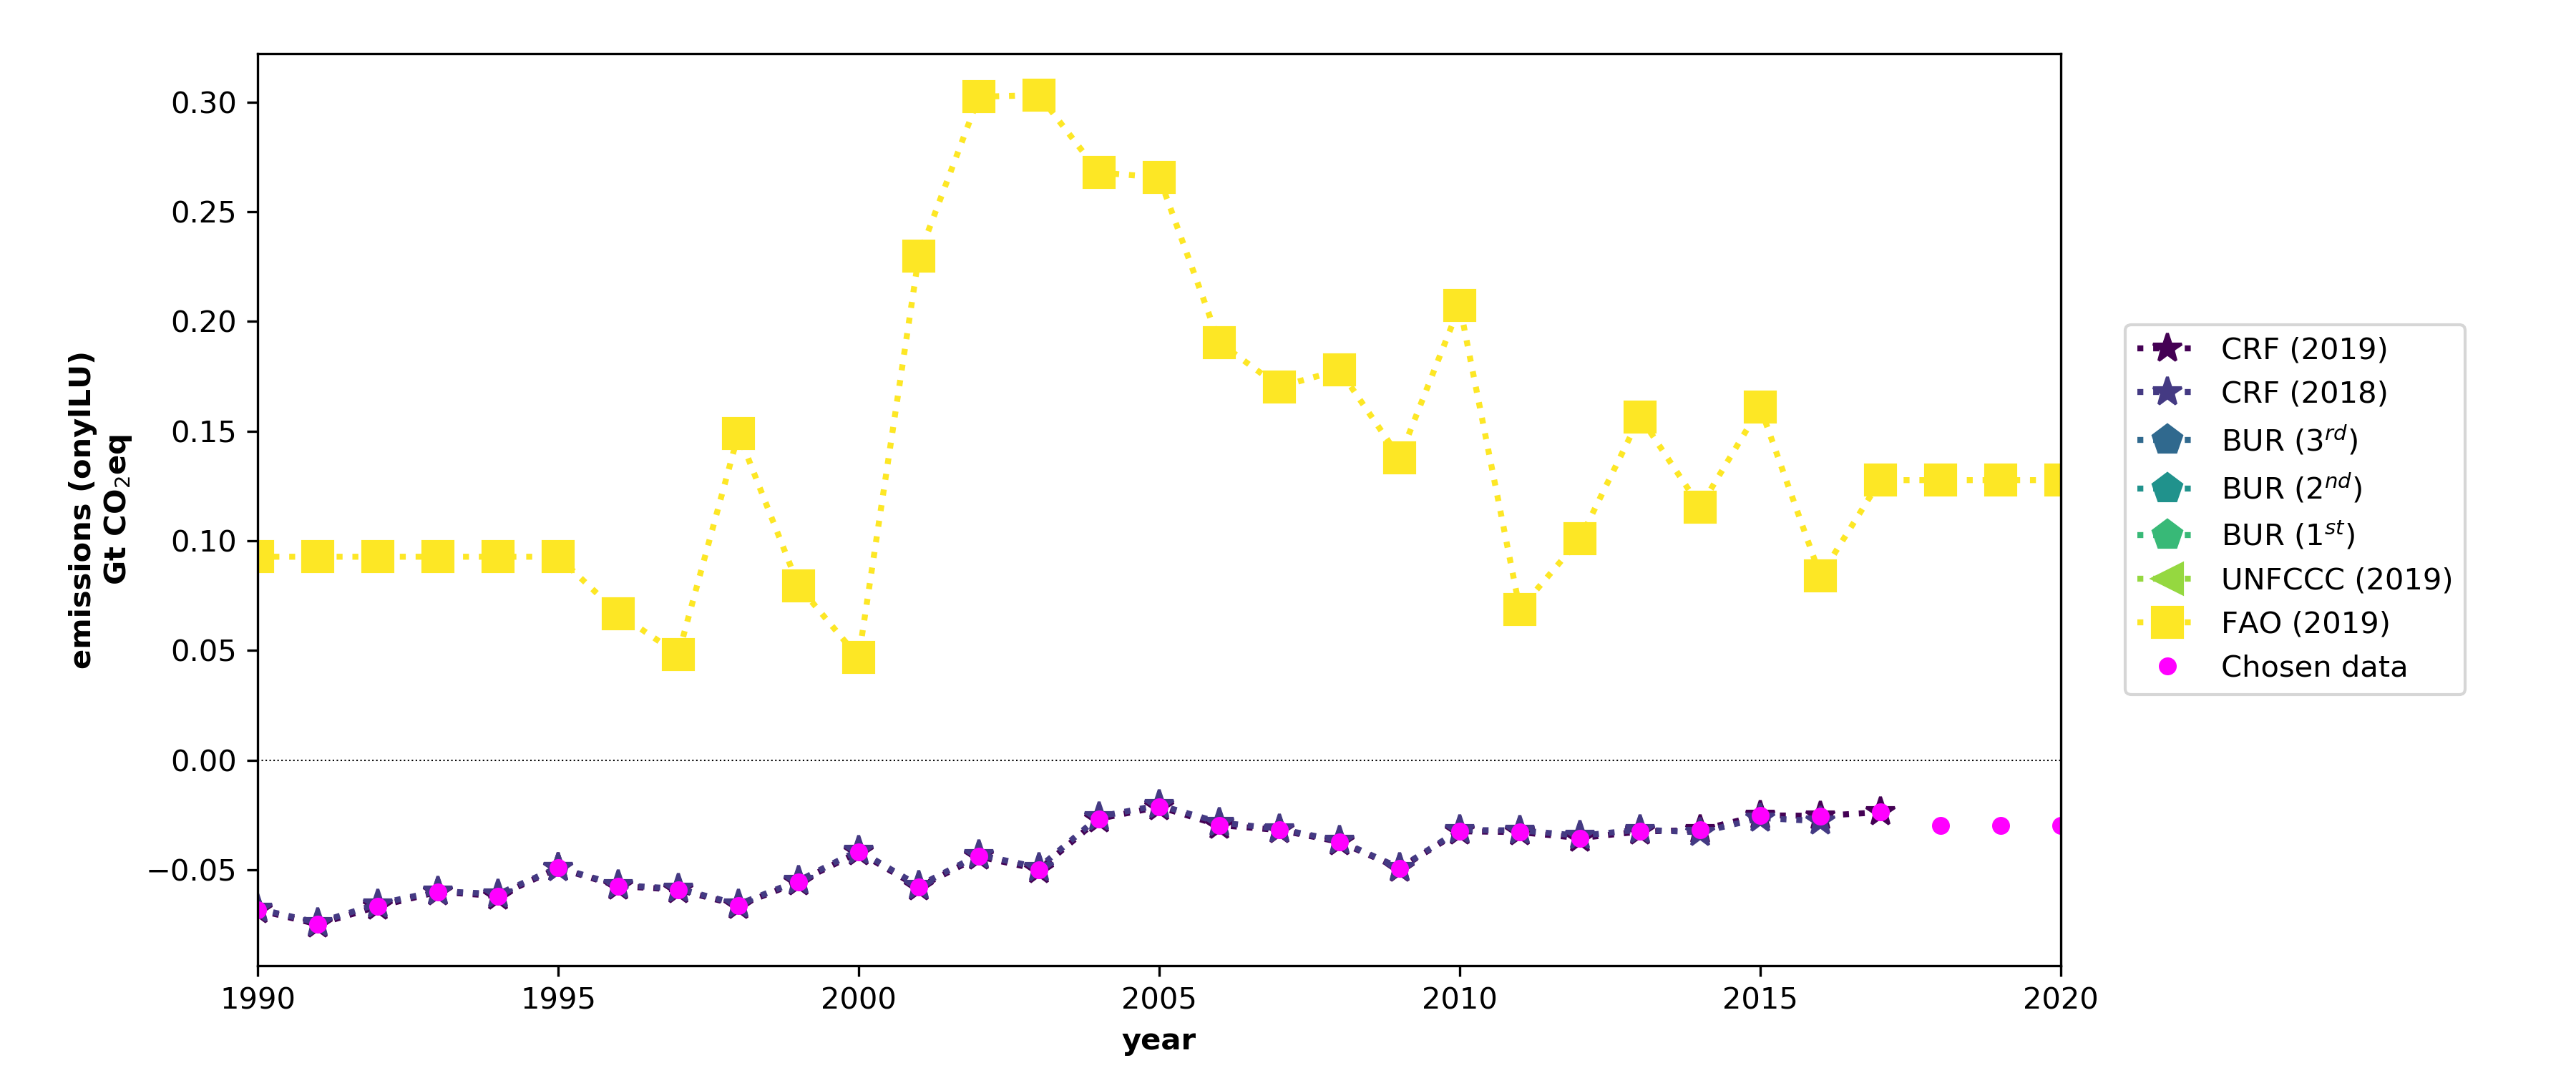 emissions (onylLU)
Gt CO₂eq
0.30
0.25
0.20
0.15
0.10
0.05
0.00
−0.05
1990
1995
2000
2005
2010
2015
2020
year
CRF (2019)
CRF (2018)
BUR (3ʳᵈ)
BUR (2ⁿᵈ)
BUR (1ˢᵗ)
UNFCCC (2019)
FAO (2019)
Chosen data